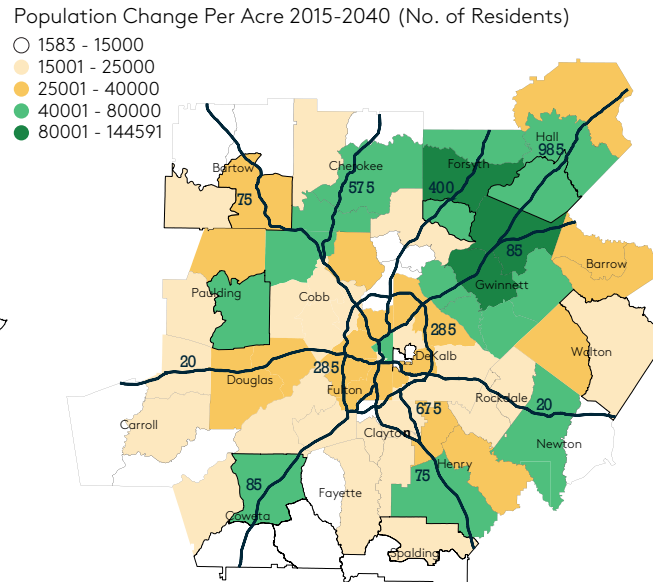 Population Change Per Acre 2015-2040 (No. of Residents)
1583 - 15000
15001 - 25000
25001 - 40000
40001 - 80000
80001 - 144591
Hall
985
Bartow
Cherokee
Forsyth
75
575
400
85
Barrow
Gwinnett
Paulding
Cobb
285
20
DeKalb
Walton
285
Douglas
Fulton
Rockdale
20
675
Carroll
Clayton
Newton
Henry
75
85
Fayette
Coweta
Spalding